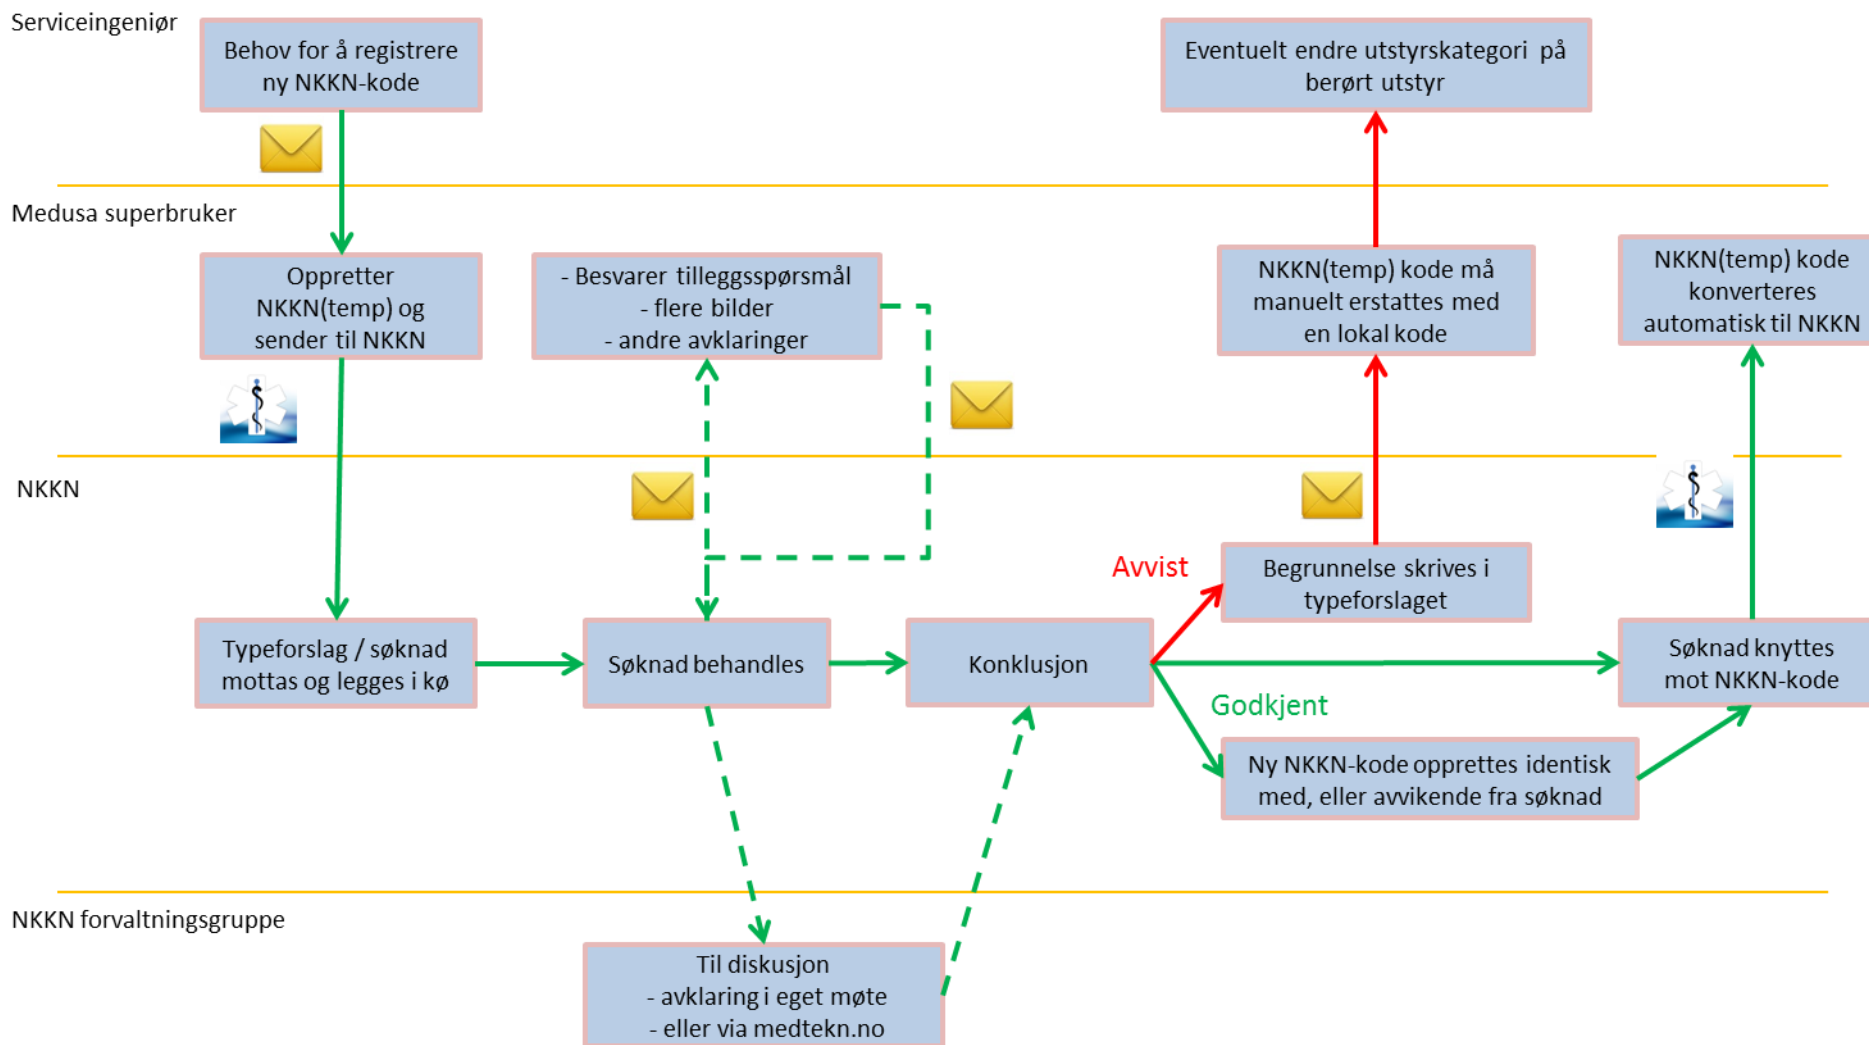 Serviceingeniør
Behov for å registrere
ny NKKN-kode
Eventuelt endre utstyrskategori på
berørt utstyr
Medusa superbruker
Oppretter
NKKN(temp) og
sender til NKKN
- Besvarer tilleggsspørsmål
- flere bilder
- andre avklaringer
NKKN(temp) kode må
manuelt erstattes med
en lokal kode
NKKN(temp) kode
konverteres
automatisk til NKKN
NKKN
Avvist
Begrunnelse skrives i
typeforslaget
Typeforslag / søknad
mottas og legges i kø
Søknad behandles
Konklusjon
Søknad knyttes
mot NKKN-kode
Godkjent
Ny NKKN-kode opprettes identisk
med, eller avvikende fra søknad
NKKN forvaltningsgruppe
Til diskusjon
- avklaring i eget møte
- eller via medtekn.no